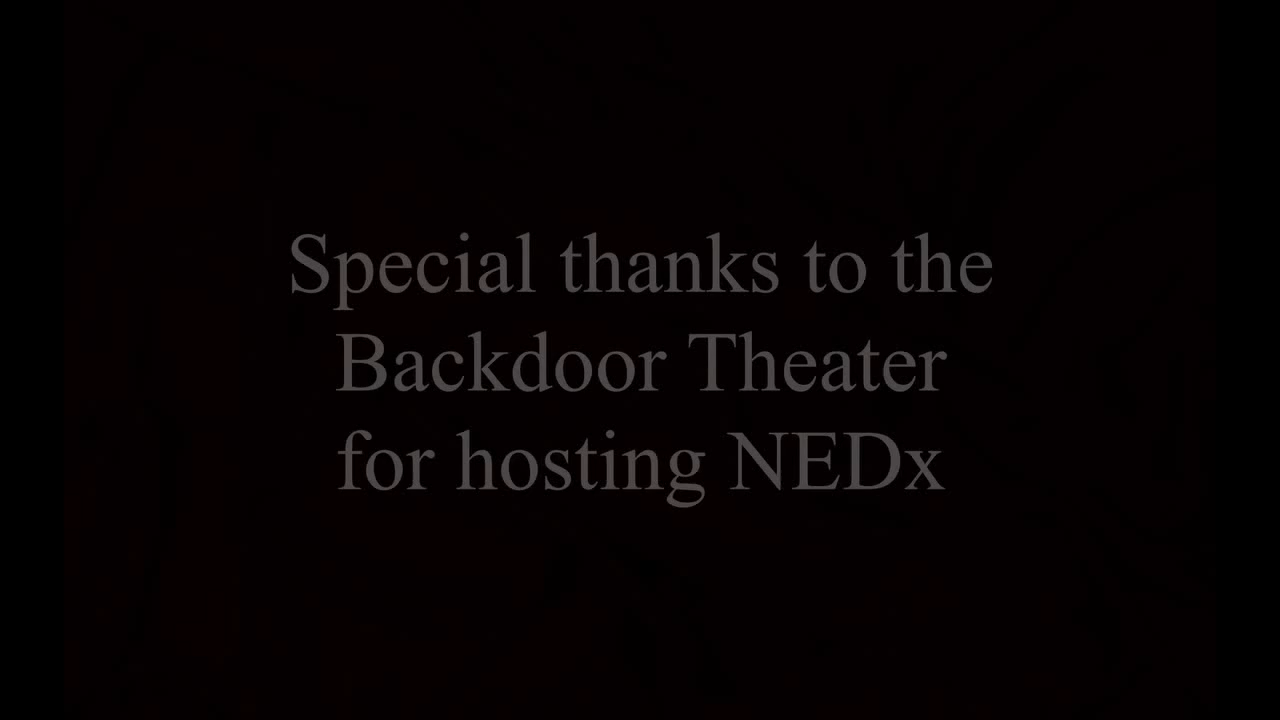 Special thanks to the
Backdoor Theater
for hosting NEDx